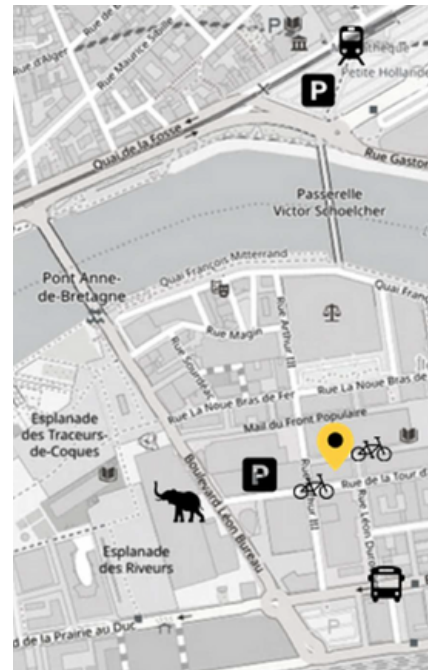 P
Rue d'Alger
Rue Maurice Sibille
Petite Hollande
P
Quai de la Fosse
Rue Gaston
Passerelle
Victor Schoelcher
Quai François Mitterrand
Pont Anne-
de-Bretagne
Quai Fran
Rue Magin
Rue Arthur III
Rue Sourdéac
Rue La Noue Bras de
Rue La Noue Bras de Fer
Esplanade
des Traceurs-
de-Coques
Mail du Front Populaire
Boulevard Léon Bureau
P
Rue de la Tour d'
Esplanade
des Riveurs
P
d de la Prairie au Duc